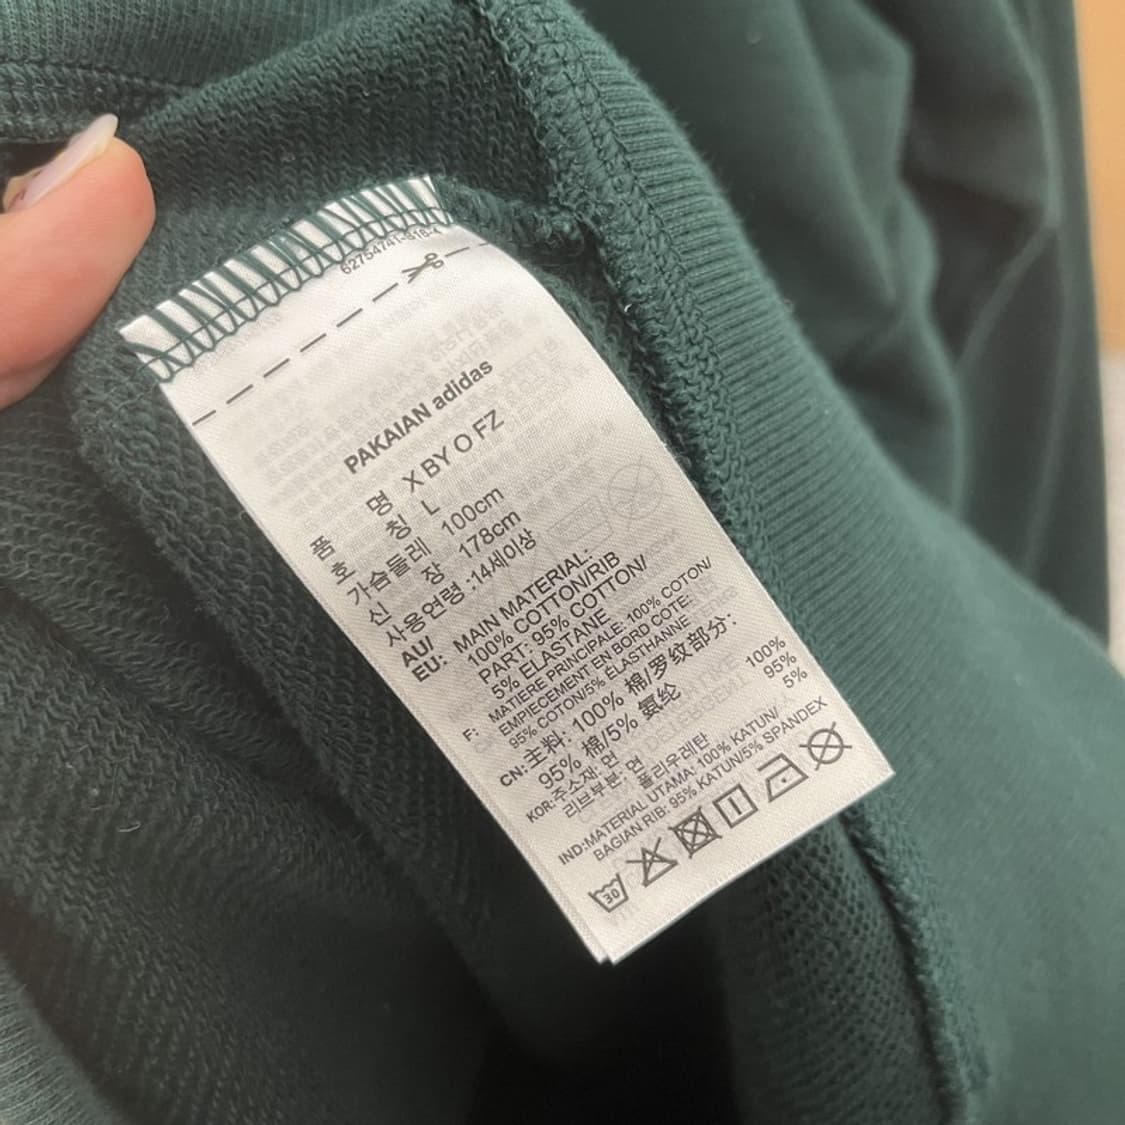 62754741-S18-4
PAKAIAN adidas
품 명 X BY O FZ
호 칭 L
가슴둘레 100cm
신 장 178cm
사용연령 :14세이상
AU/
EU: MAIN MATERIAL:
100% COTTON/RIB
PART: 95% COTTON/
5% ELASTANE
F: MATIERE PRINCIPALE: 100% COTON/
EMPIECEMENT EN BORD COTE:
95% COTON/5% ELASTHANNE
CN: 主料: 100% 棉/罗纹部分:
95% 棉/5% 氨纶
KOR: 주소재: 면 100%
리브부분: 면 95%
폴리우레탄 5%
IND:MATERIAL UTAMA: 100% KATUN/
BAGIAN RIB: 95% KATUN/5% SPANDEX
30